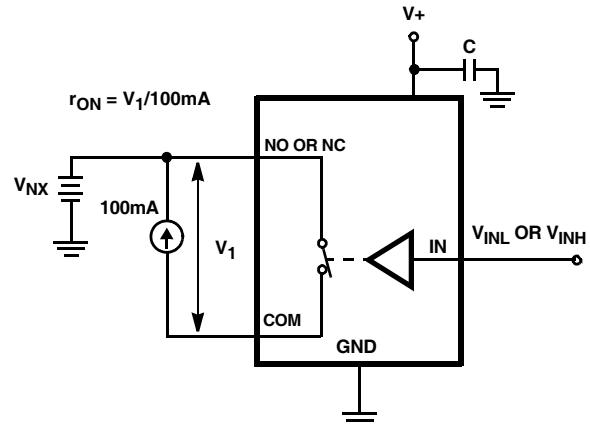 V+
C
rON = V1/100mA
NO OR NC
VNX
100mA
V1
IN
VINL OR VINH
COM
GND